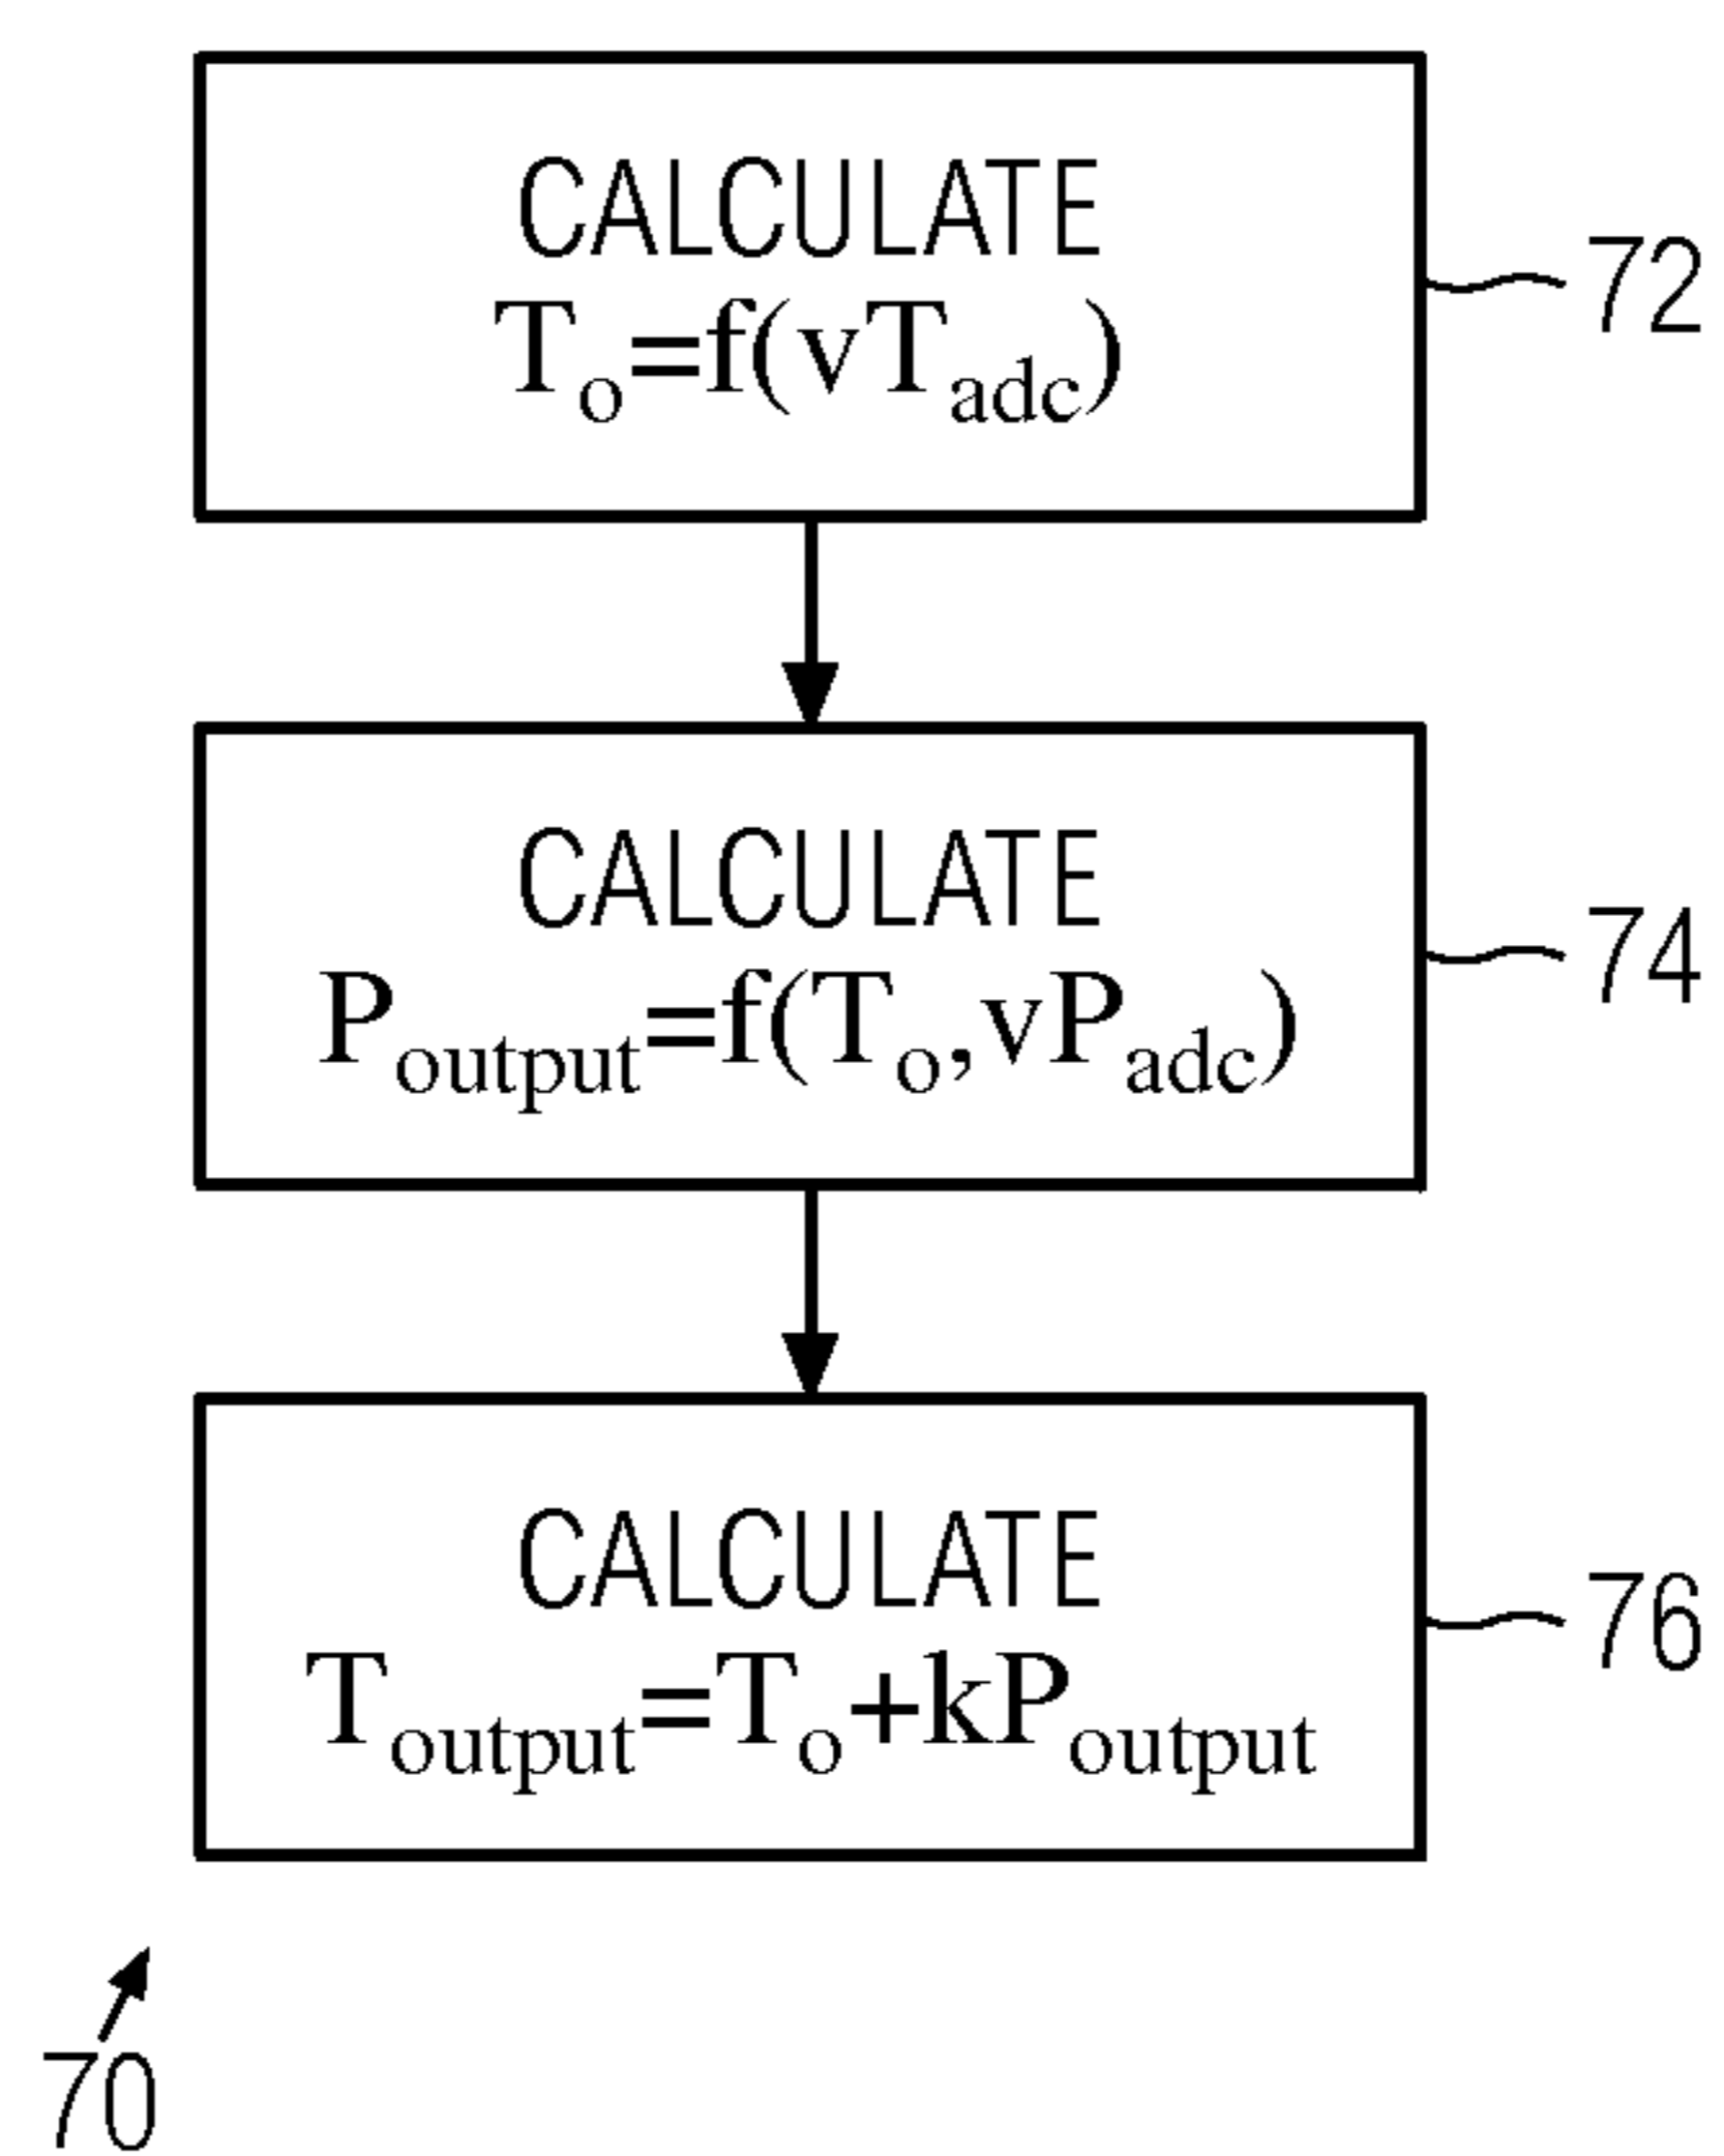 CALCULATE
Tₒ=f(vTadc)
72
CALCULATE
Poutput=f(Tₒ,vPadc)
74
CALCULATE
Toutput=Tₒ+kPoutput
76
70